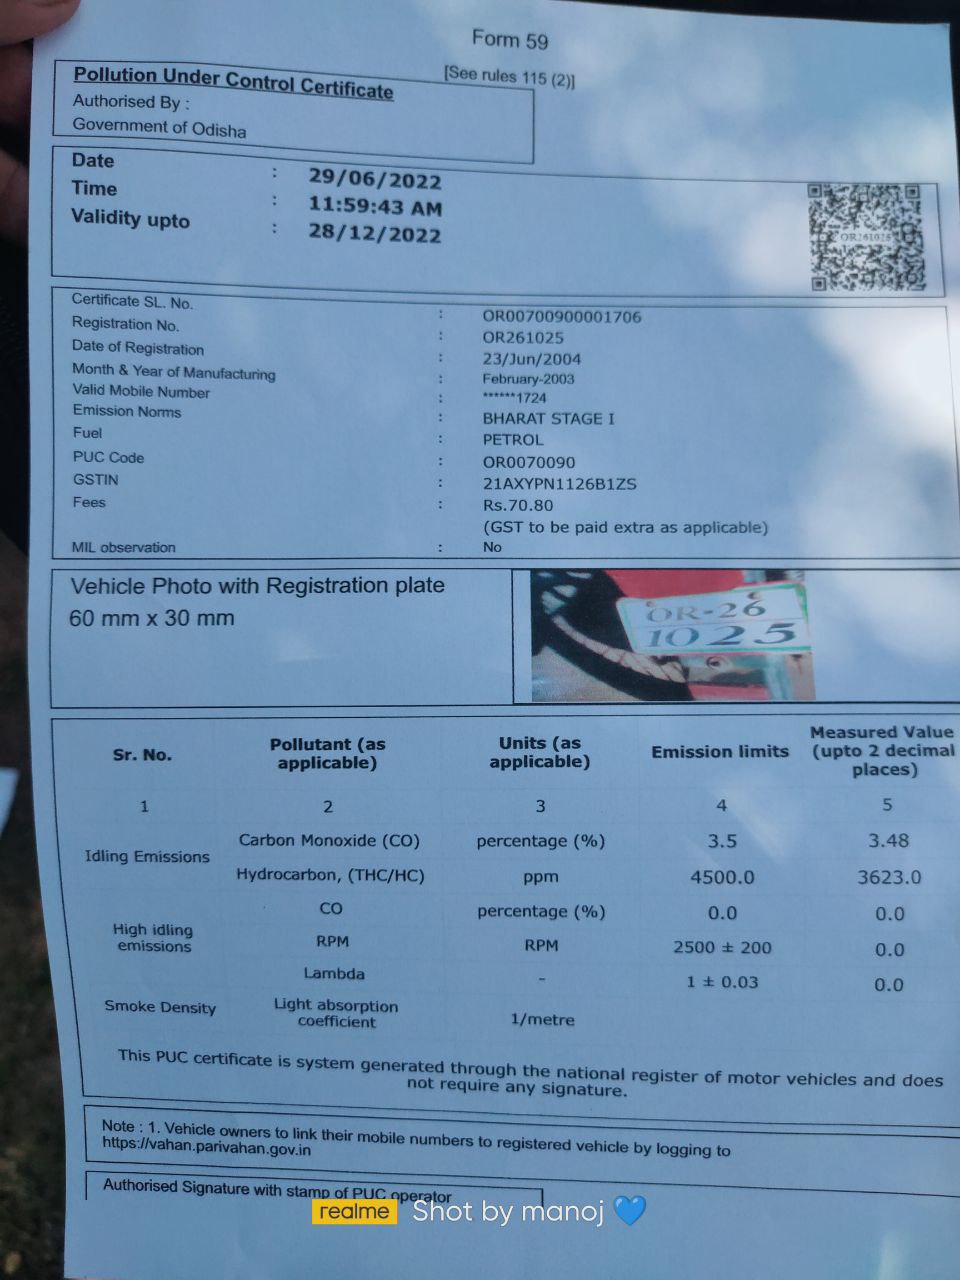 Form 59
[See rules 115 (2)]
Pollution Under Control Certificate
Authorised By :
Government of Odisha
Date : 29/06/2022
Time : 11:59:43 AM
Validity upto : 28/12/2022
OR261025
Certificate SL. No. : OR00700900001706
Registration No. : OR261025
Date of Registration : 23/Jun/2004
Month & Year of Manufacturing : February-2003
Valid Mobile Number : ******1724
Emission Norms : BHARAT STAGE I
Fuel : PETROL
PUC Code : OR0070090
GSTIN : 21AXYPN1126B1ZS
Fees : Rs.70.80
(GST to be paid extra as applicable)
MIL observation : No
Vehicle Photo with Registration plate
60 mm x 30 mm
OR-26
1025
Sr. No. Pollutant (as applicable) Units (as applicable) Emission limits Measured Value (upto 2 decimal places)
1 2 3 4 5
Idling Emissions Carbon Monoxide (CO) percentage (%) 3.5 3.48
Hydrocarbon, (THC/HC) ppm 4500.0 3623.0
High idling emissions CO percentage (%) 0.0 0.0
RPM RPM 2500 ± 200 0.0
Lambda - 1 ± 0.03 0.0
Smoke Density Light absorption coefficient 1/metre
This PUC certificate is system generated through the national register of motor vehicles and does
not require any signature.
Note : 1. Vehicle owners to link their mobile numbers to registered vehicle by logging to
https://vahan.parivahan.gov.in
Authorised Signature with stamp of PUC operator
realme Shot by manoj 💙